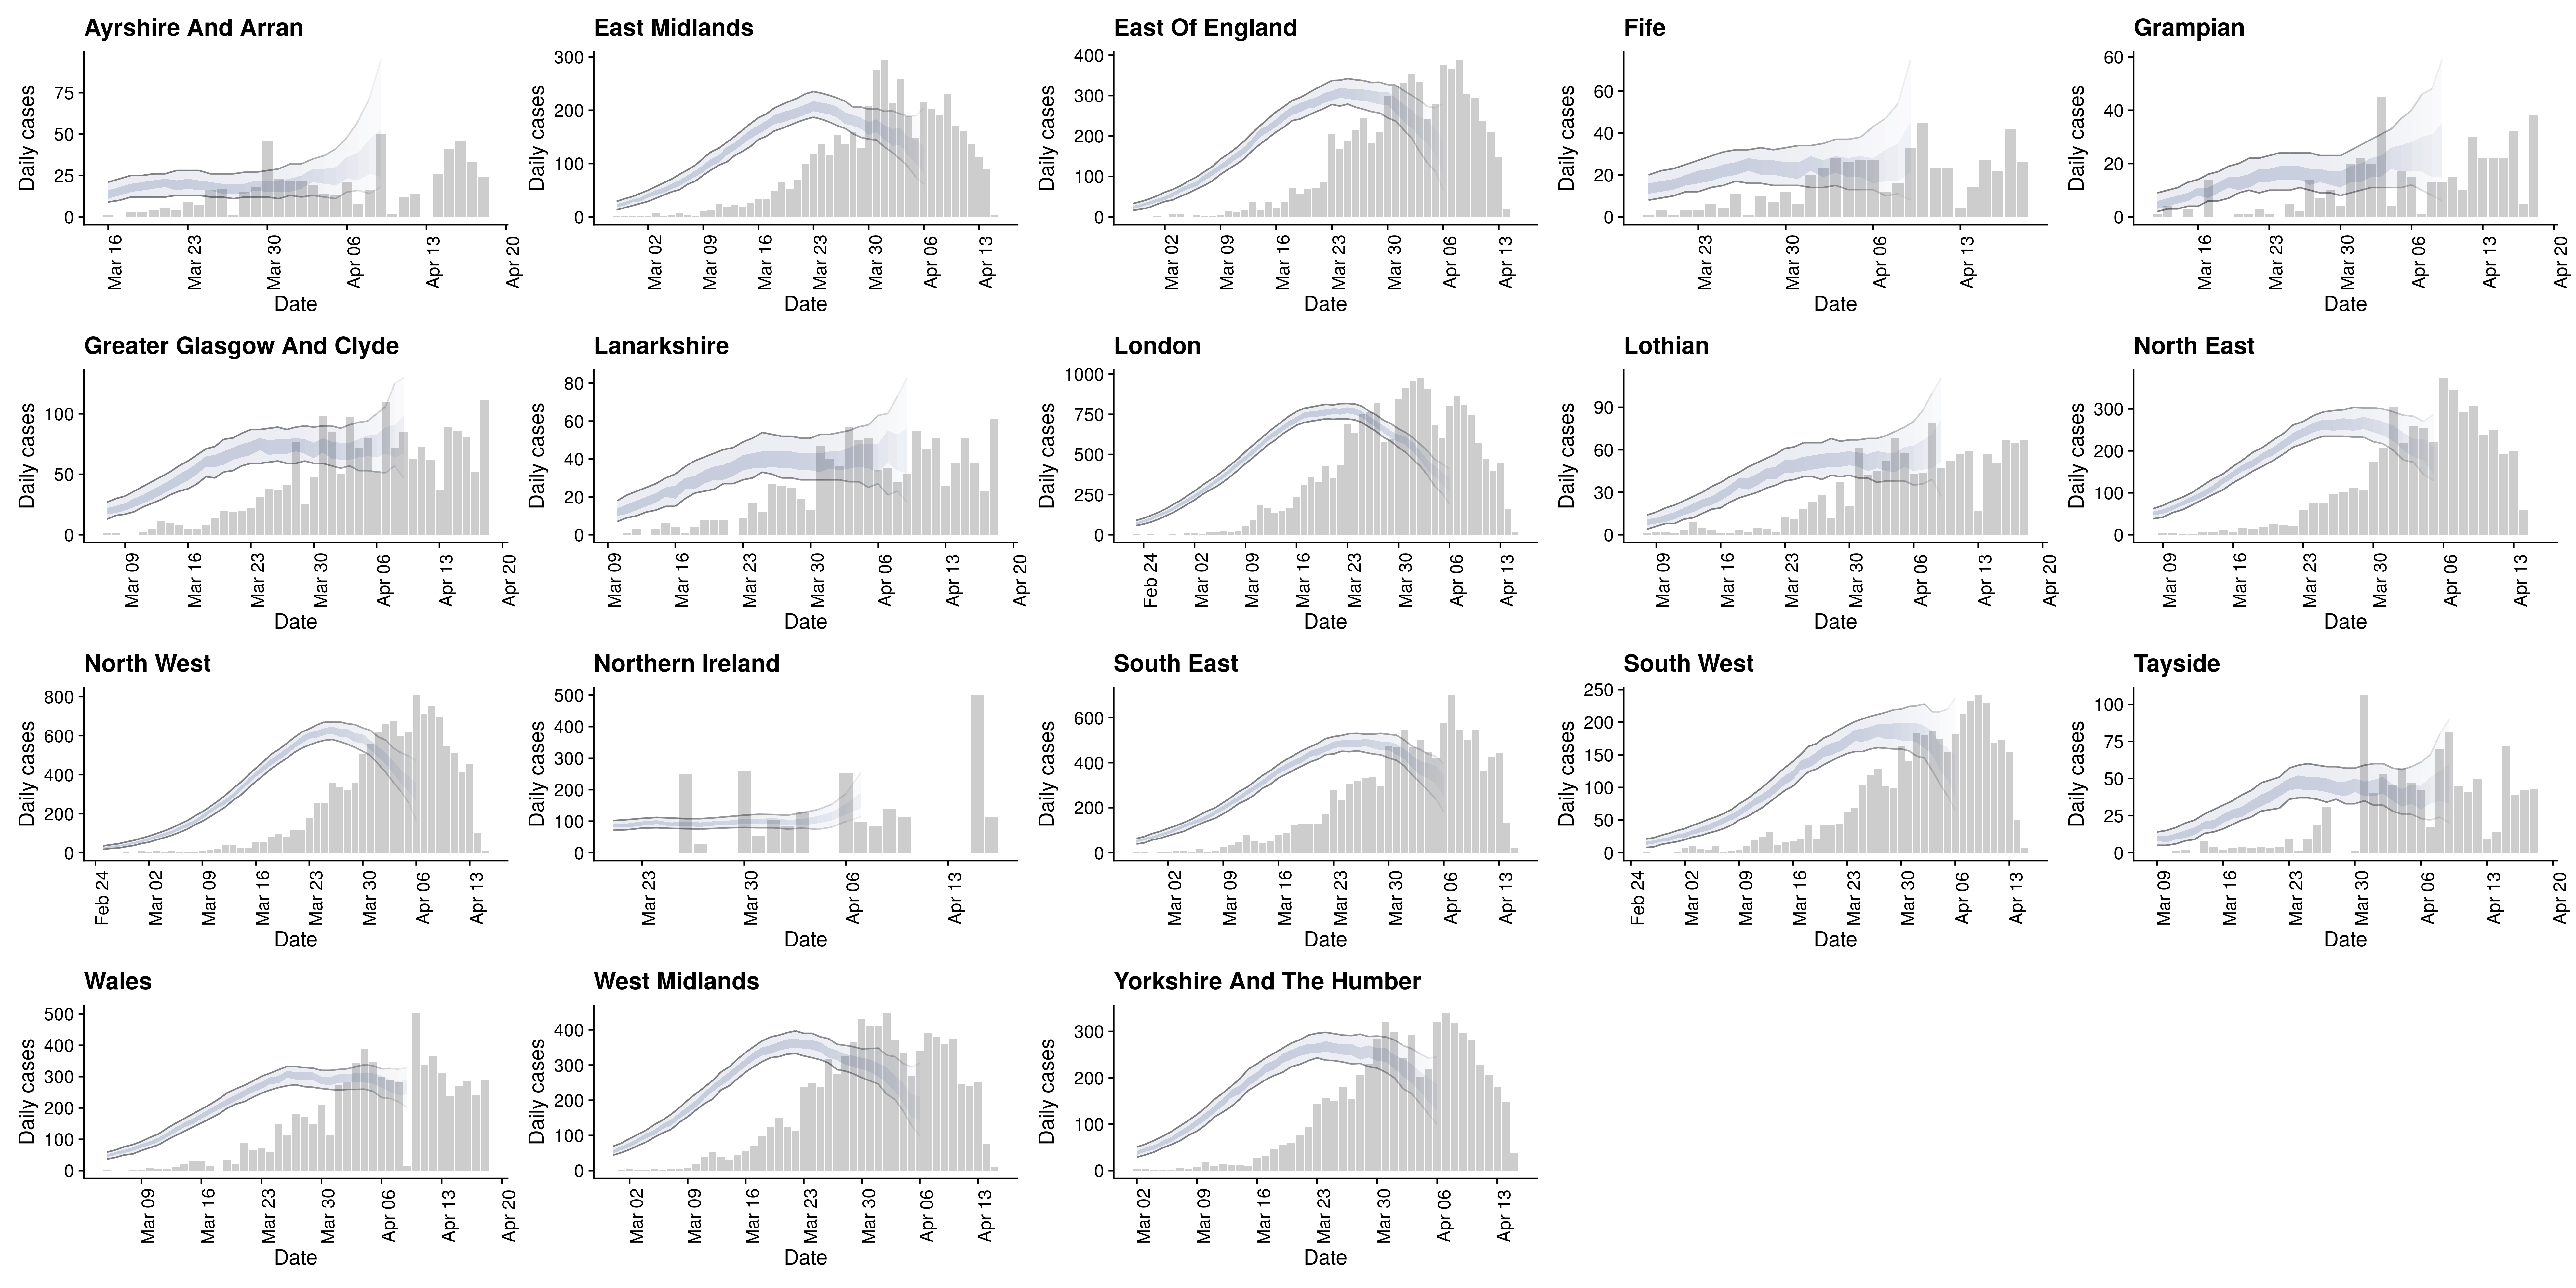 Ayrshire And Arran
Daily cases
75
50
25
0
Mar 16
Mar 23
Mar 30
Apr 06
Apr 13
Apr 20
Date
East Midlands
Daily cases
300
200
100
0
Mar 02
Mar 09
Mar 16
Mar 23
Mar 30
Apr 06
Apr 13
Date
East Of England
Daily cases
400
300
200
100
0
Mar 02
Mar 09
Mar 16
Mar 23
Mar 30
Apr 06
Apr 13
Date
Fife
Daily cases
60
40
20
0
Mar 23
Mar 30
Apr 06
Apr 13
Date
Grampian
Daily cases
60
40
20
0
Mar 16
Mar 23
Mar 30
Apr 06
Apr 13
Apr 20
Date
Greater Glasgow And Clyde
Daily cases
100
50
0
Mar 09
Mar 16
Mar 23
Mar 30
Apr 06
Apr 13
Apr 20
Date
Lanarkshire
Daily cases
80
60
40
20
0
Mar 09
Mar 16
Mar 23
Mar 30
Apr 06
Apr 13
Apr 20
Date
London
Daily cases
1000
750
500
250
0
Feb 24
Mar 02
Mar 09
Mar 16
Mar 23
Mar 30
Apr 06
Apr 13
Date
Lothian
Daily cases
90
60
30
0
Mar 09
Mar 16
Mar 23
Mar 30
Apr 06
Apr 13
Apr 20
Date
North East
Daily cases
300
200
100
0
Mar 09
Mar 16
Mar 23
Mar 30
Apr 06
Apr 13
Date
North West
Daily cases
800
600
400
200
0
Feb 24
Mar 02
Mar 09
Mar 16
Mar 23
Mar 30
Apr 06
Apr 13
Date
Northern Ireland
Daily cases
500
400
300
200
100
0
Mar 23
Mar 30
Apr 06
Apr 13
Date
South East
Daily cases
600
400
200
0
Mar 02
Mar 09
Mar 16
Mar 23
Mar 30
Apr 06
Apr 13
Date
South West
Daily cases
250
200
150
100
50
0
Feb 24
Mar 02
Mar 09
Mar 16
Mar 23
Mar 30
Apr 06
Apr 13
Date
Tayside
Daily cases
100
75
50
25
0
Mar 09
Mar 16
Mar 23
Mar 30
Apr 06
Apr 13
Apr 20
Date
Wales
Daily cases
500
400
300
200
100
0
Mar 09
Mar 16
Mar 23
Mar 30
Apr 06
Apr 13
Apr 20
Date
West Midlands
Daily cases
400
300
200
100
0
Mar 02
Mar 09
Mar 16
Mar 23
Mar 30
Apr 06
Apr 13
Date
Yorkshire And The Humber
Daily cases
300
200
100
0
Mar 02
Mar 09
Mar 16
Mar 23
Mar 30
Apr 06
Apr 13
Date